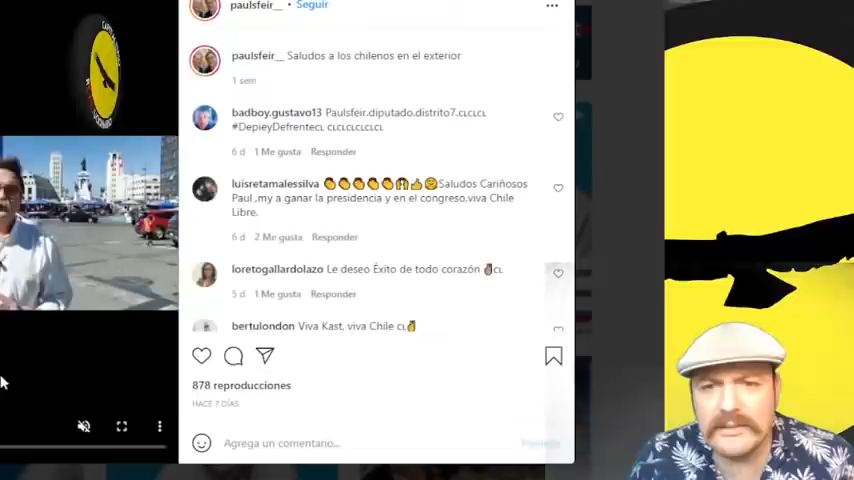 paulsfeir__ • Seguir
paulsfeir__ Saludos a los chilenos en el exterior
1 sem
badboy.gustavo13 Paulsfeir.diputado.distrito7.🇨🇱🇨🇱
#DepieyDefrente🇨🇱 🇨🇱🇨🇱🇨🇱🇨🇱🇨🇱
6 d 1 Me gusta Responder
luisretamalessilva 👏👏👏👏👏🙌👍🤗Saludos Cariñosos
Paul ,my a ganar la presidencia y en el congreso,viva Chile
Libre.
6 d 2 Me gusta Responder
loretogallardolazo Le deseo Éxito de todo corazón ✌🏽🇨🇱
5 d 1 Me gusta Responder
bertulondon Viva Kast, viva Chile 🇨🇱✌
878 reproducciones
HACE 7 DÍAS
Agrega un comentario...
Publicar